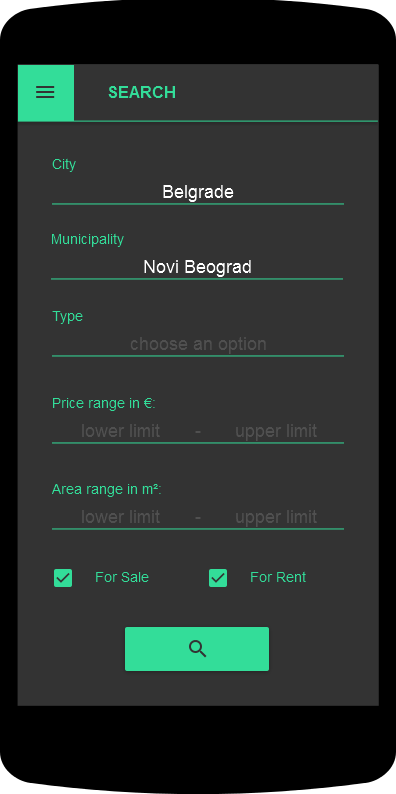 SEARCH
City
Belgrade
Municipality
Novi Beograd
Type
choose an option
Price range in €:
lower limit - upper limit
Area range in m²:
lower limit - upper limit
For Sale For Rent